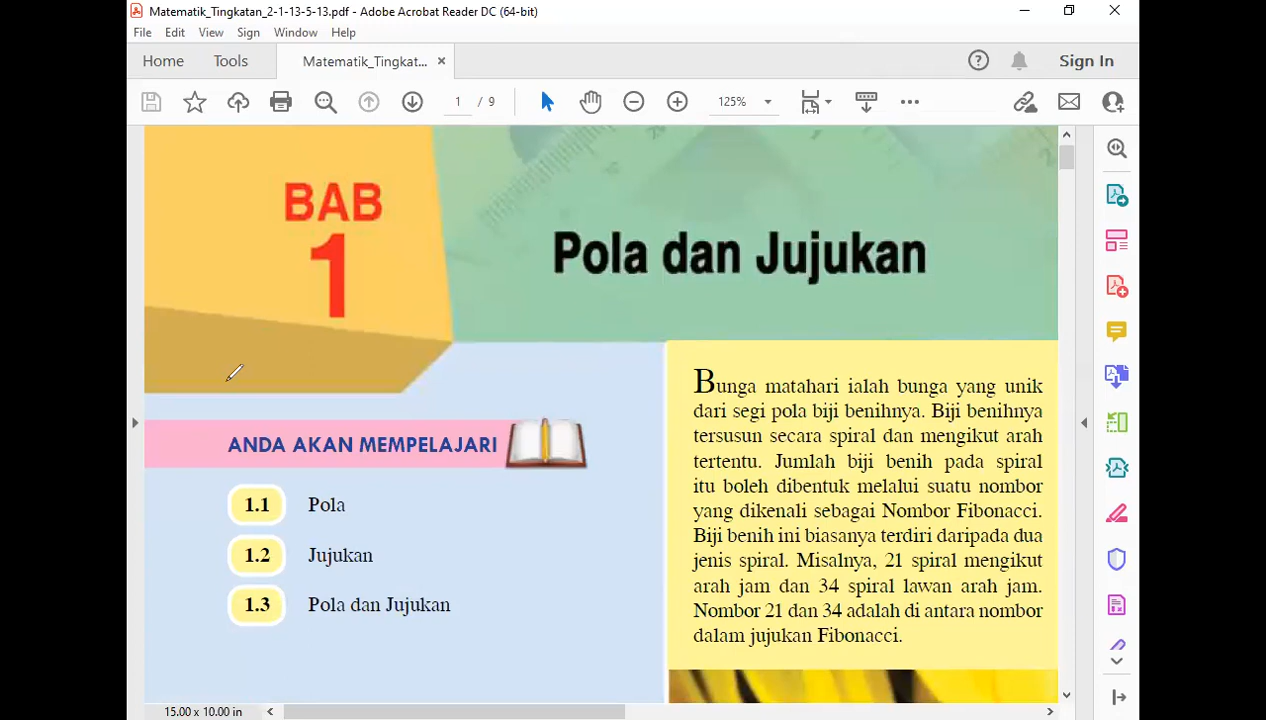 Matematik_Tingkatan_2-1-13-5-13.pdf - Adobe Acrobat Reader DC (64-bit)
File Edit View Sign Window Help
Home Tools Matematik_Tingkat... Sign In
1 / 9 125%
BAB
1
Pola dan Jujukan
ANDA AKAN MEMPELAJARI
1.1 Pola
1.2 Jujukan
1.3 Pola dan Jujukan
Bunga matahari ialah bunga yang unik
dari segi pola biji benihnya. Biji benihnya
tersusun secara spiral dan mengikut arah
tertentu. Jumlah biji benih pada spiral
itu boleh dibentuk melalui suatu nombor
yang dikenali sebagai Nombor Fibonacci.
Biji benih ini biasanya terdiri daripada dua
jenis spiral. Misalnya, 21 spiral mengikut
arah jam dan 34 spiral lawan arah jam.
Nombor 21 dan 34 adalah di antara nombor
dalam jujukan Fibonacci.
15.00 x 10.00 in